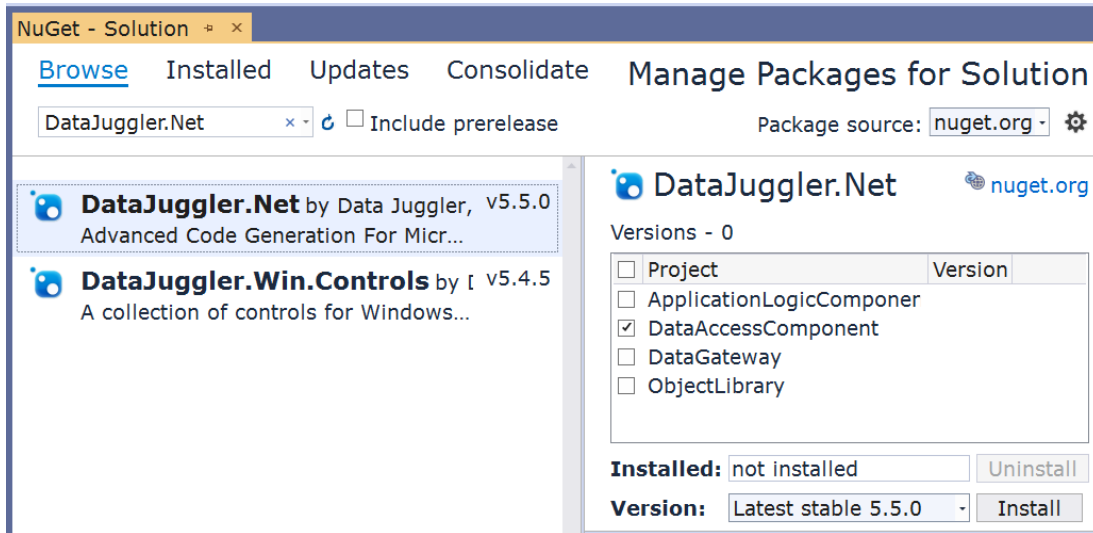 NuGet - Solution
Browse Installed Updates Consolidate Manage Packages for Solution
DataJuggler.Net Include prerelease Package source: nuget.org
DataJuggler.Net by Data Juggler, v5.5.0
Advanced Code Generation For Micr...
DataJuggler.Win.Controls by v5.4.5
A collection of controls for Windows...
DataJuggler.Net nuget.org
Versions - 0
Project Version
ApplicationLogicComponer
DataAccessComponent
DataGateway
ObjectLibrary
Installed: not installed Uninstall
Version: Latest stable 5.5.0 Install